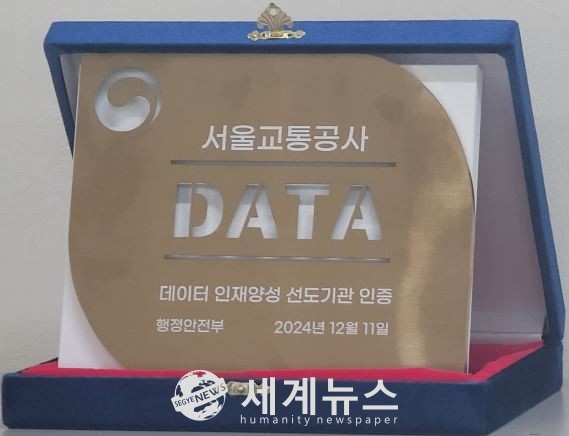 서울교통공사
DATA
데이터 인재양성 선도기관 인증
행정안전부 2024년 12월 11일
SEGYE NEWS 세계뉴스
humanity newspaper